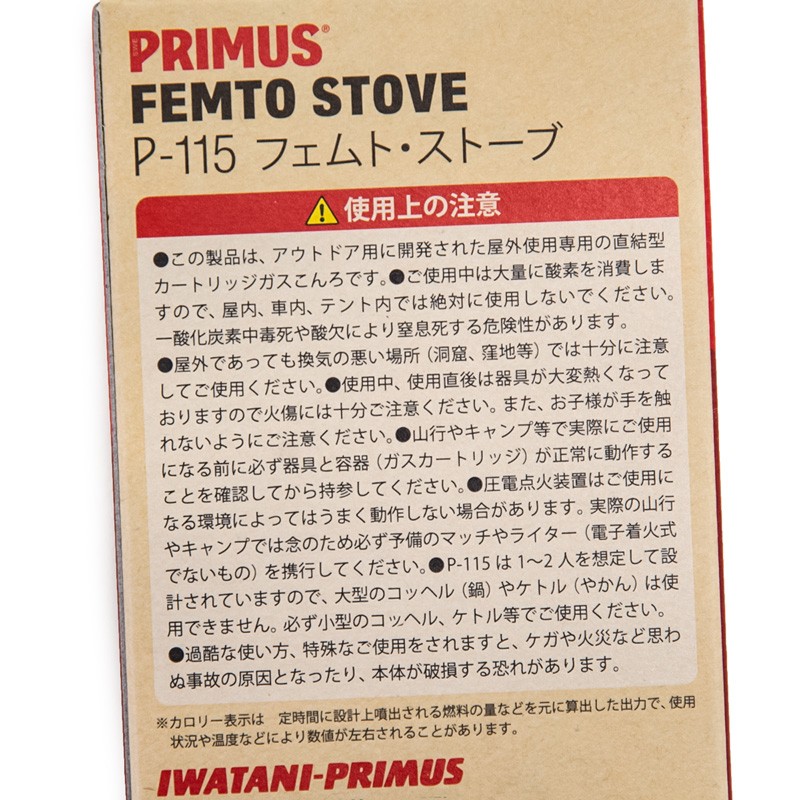 PRIMUS®
FEMTO STOVE
P-115 フェムト・ストーブ
使用上の注意
●この製品は、アウトドア用に開発された屋外使用専用の直結型
カートリッジガスこんろです。●ご使用中は大量に酸素を消費しま
すので、屋内、車内、テント内では絶対に使用しないでください。
一酸化炭素中毒死や酸欠により窒息死する危険性があります。
●屋外であっても換気の悪い場所（洞窟、窪地等）では十分に注意
してご使用ください。●使用中、使用直後は器具が大変熱くなって
おりますので火傷には十分ご注意ください。また、お子様が手を触
れないようにご注意ください。●山行やキャンプ等で実際にご使用
になる前に必ず器具と容器（ガスカートリッジ）が正常に動作する
ことを確認してから持参してください。●圧電点火装置はご使用に
なる環境によってはうまく動作しない場合があります。実際の山行
やキャンプでは念のため必ず予備のマッチやライター（電子着火式
でないもの）を携行してください。●P-115は1〜2人を想定して設
計されていますので、大型のコッヘル（鍋）やケトル（やかん）は使
用できません。必ず小型のコッヘル、ケトル等でご使用ください。
●過酷な使い方、特殊なご使用をされますと、ケガや火災など思わ
ぬ事故の原因となったり、本体が破損する恐れがあります。
※カロリー表示は　定時間に設計上噴出される燃料の量などを元に算出した出力で、使用
状況や温度などにより数値が左右されることがあります。
IWATANI-PRIMUS